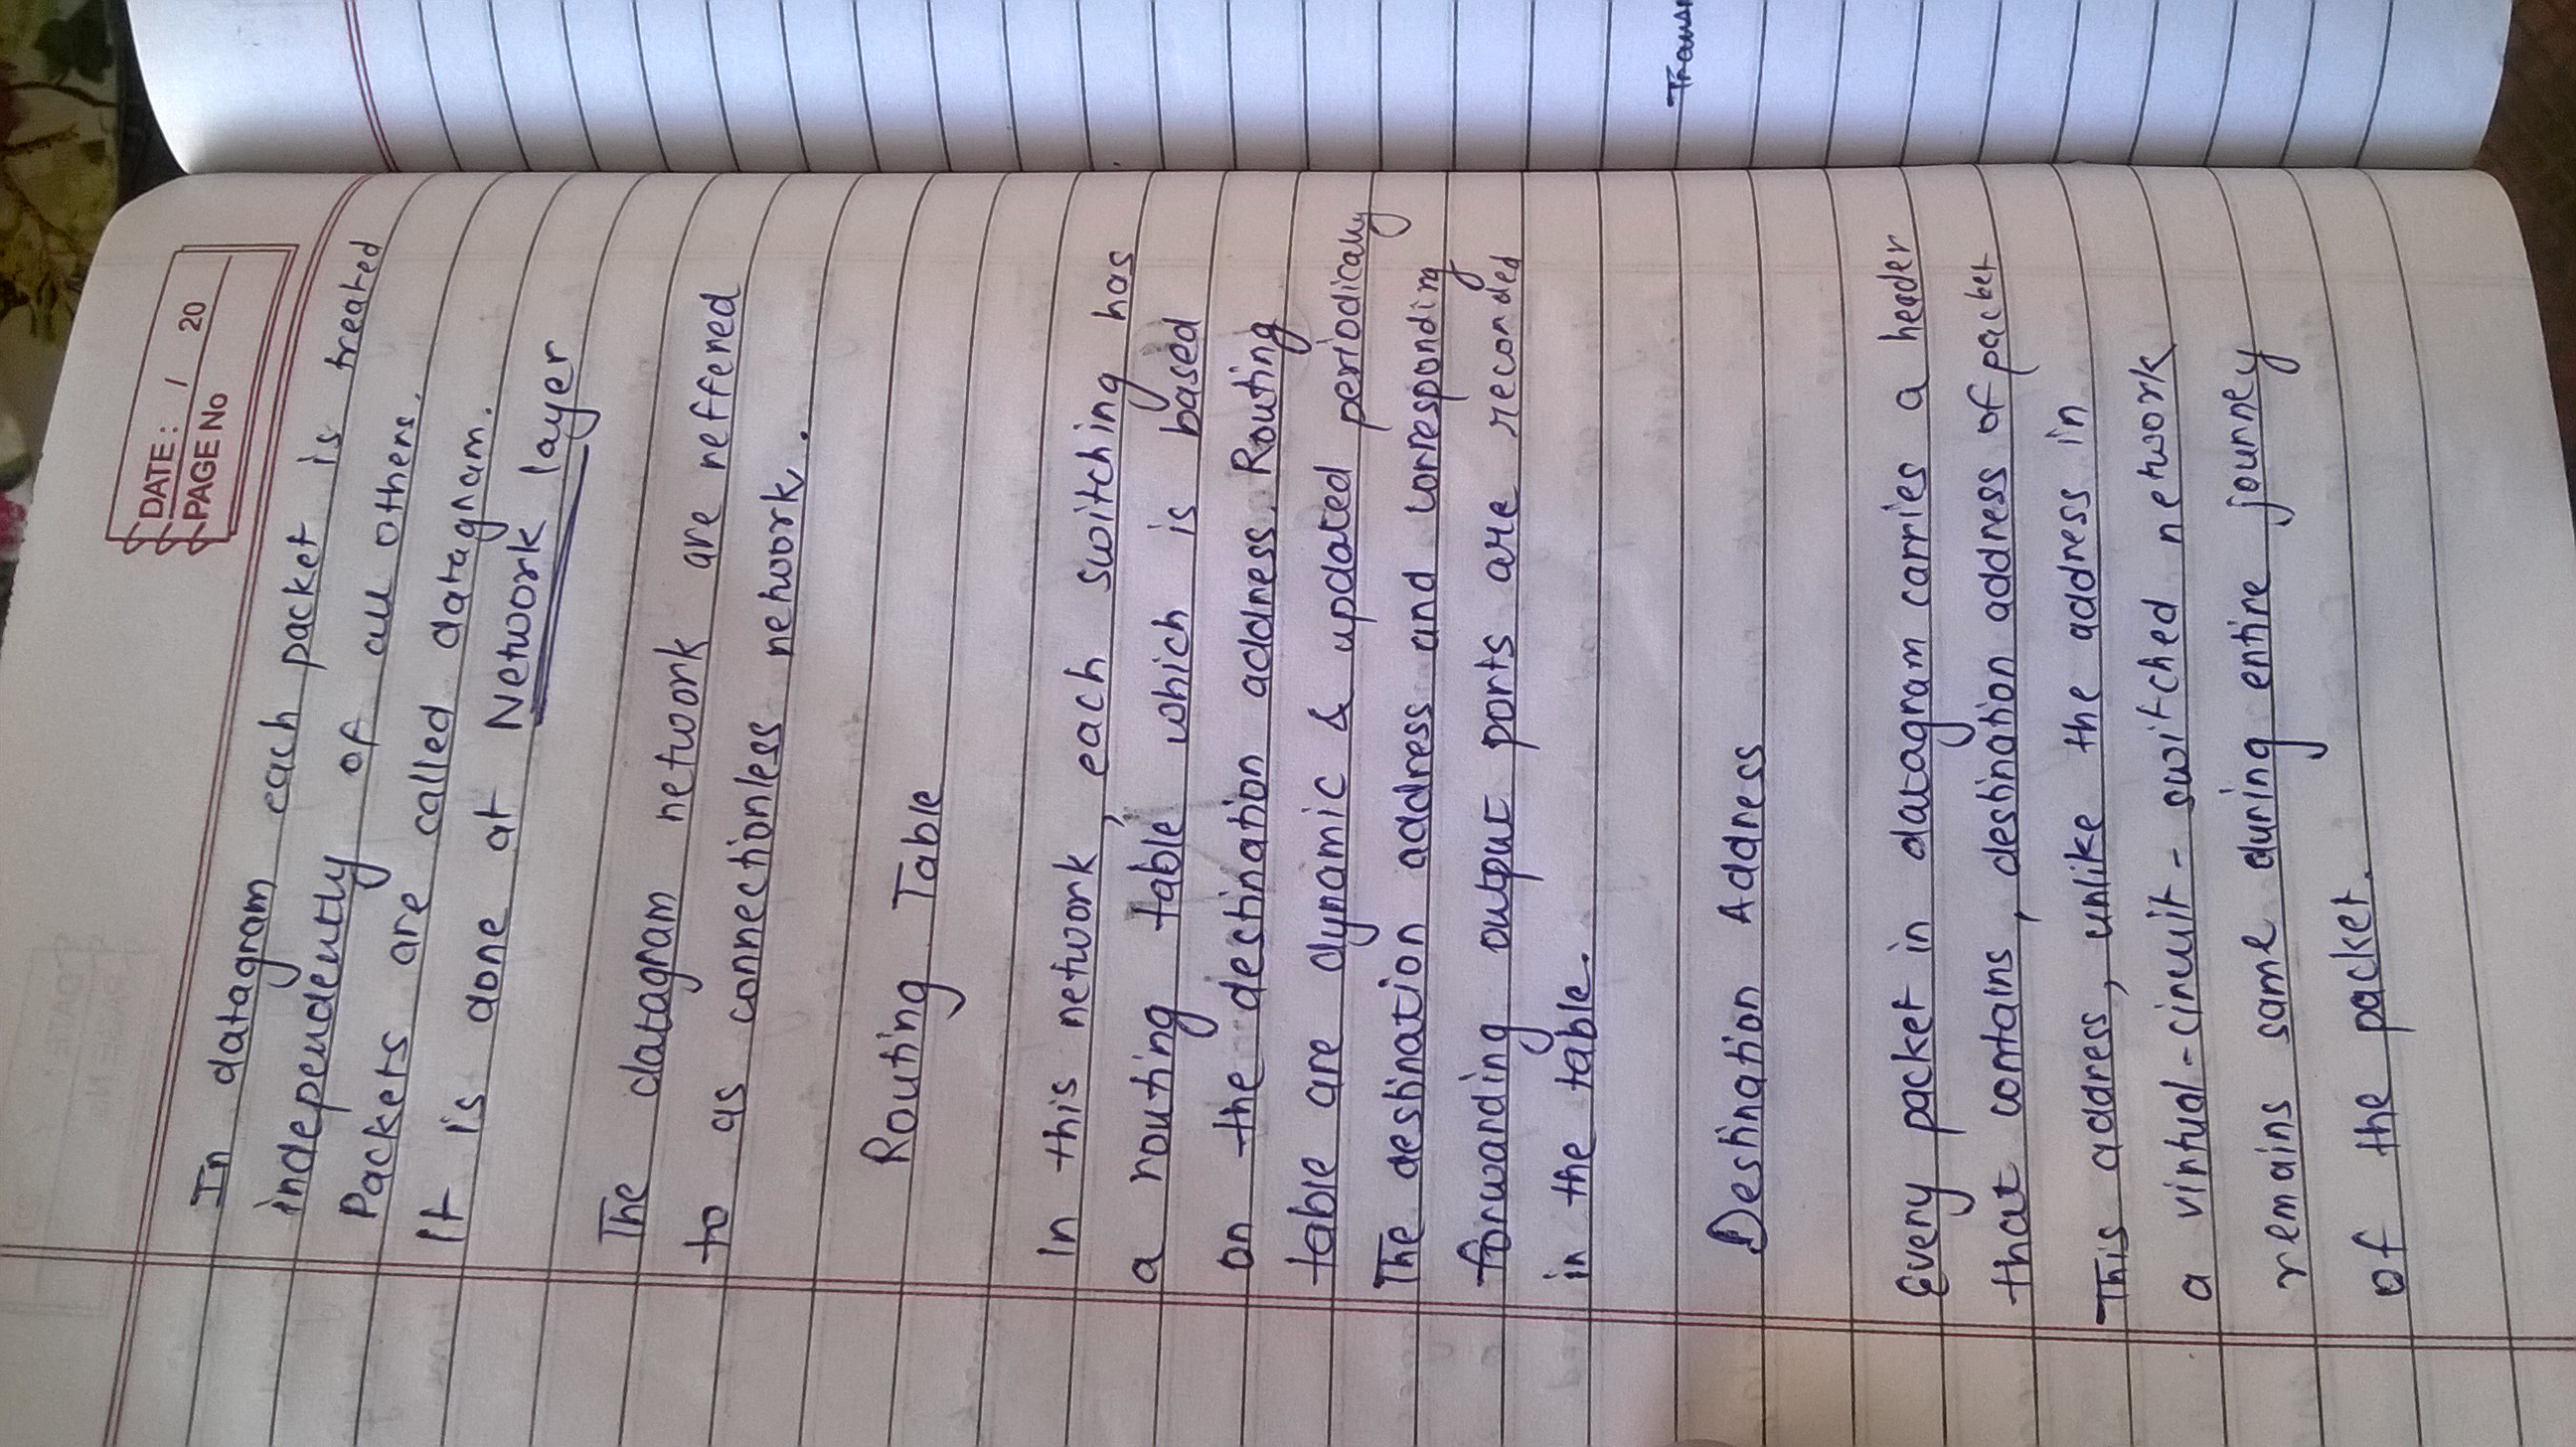 DATE: / 20
PAGE No
In datagram each packet is treated
independently of all others.
Packets are called datagram.
It is done at Network layer
The datagram network are reffered
to as connectionless network.
Routing Table
In this network, each switching has
a routing table which is based
on the destination address. Routing
table are dynamic & updated periodically
The destination address and corresponding
forwarding output ports are recorded
in the table.
Destination Address
Every packet in datagram carries a header
that contains, destination address of packet
This address, unlike the address in
a virtual-circuit-switched network
remains same during entire journey
of the packet.